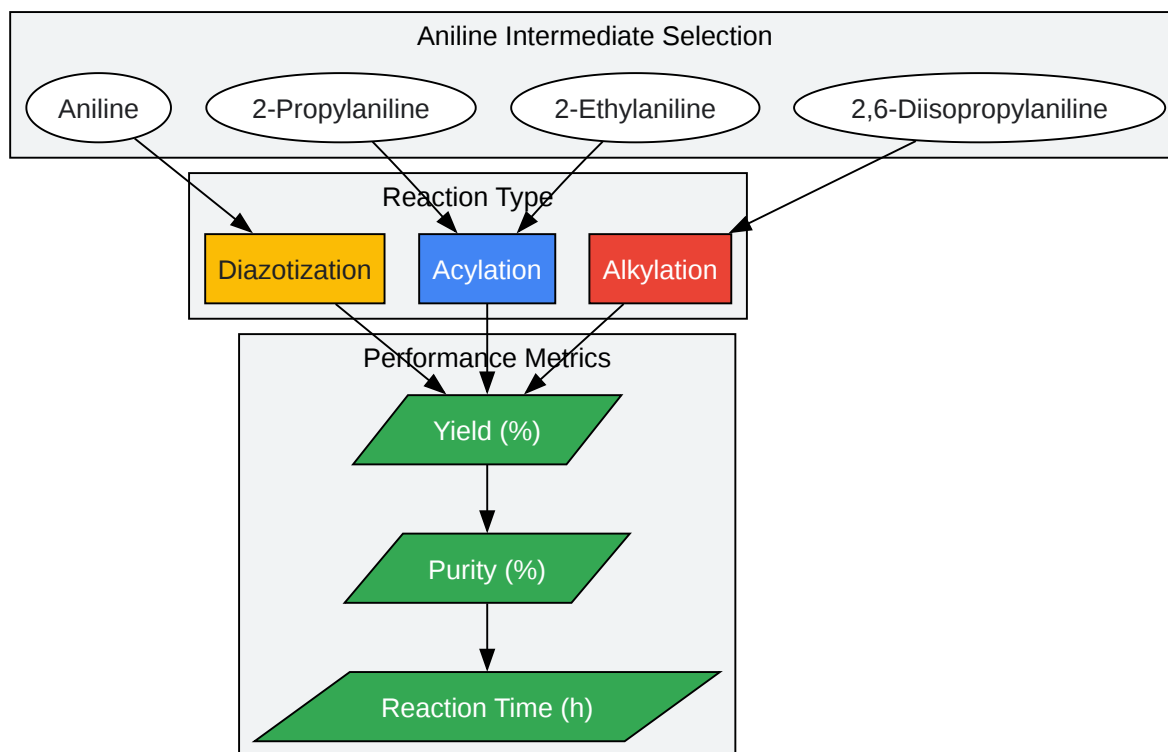 Aniline Intermediate Selection
Aniline
2-Propylaniline
2-Ethylaniline
2,6-Diisopropylaniline
Reaction Type
Diazotization
Acylation
Alkylation
Performance Metrics
Yield (%)
Purity (%)
Reaction Time (h)